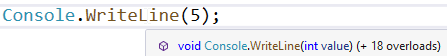 Console.WriteLine(5);
void Console.WriteLine(int value) (+ 18 overloads)